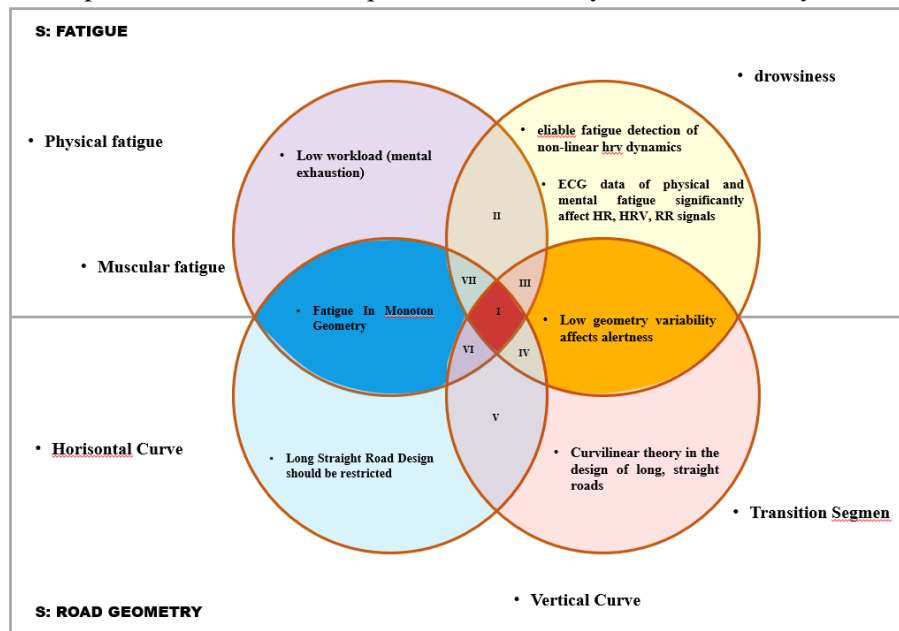 S: FATIGUE
• drowsiness
• Physical fatigue
• Low workload (mental
exhaustion)
• eliable fatigue detection of
non-linear hrv dynamics
• ECG data of physical and
mental fatigue significantly
affect HR, HRV, RR signals
II
• Muscular fatigue
VII
III
• Fatigue In Monoton
Geometry
I
• Low geometry variability
affects alertness
VI
IV
V
• Horisontal Curve
• Long Straight Road Design
should be restricted
• Curvilinear theory in the
design of long, straight
roads
• Transition Segmen
• Vertical Curve
S: ROAD GEOMETRY